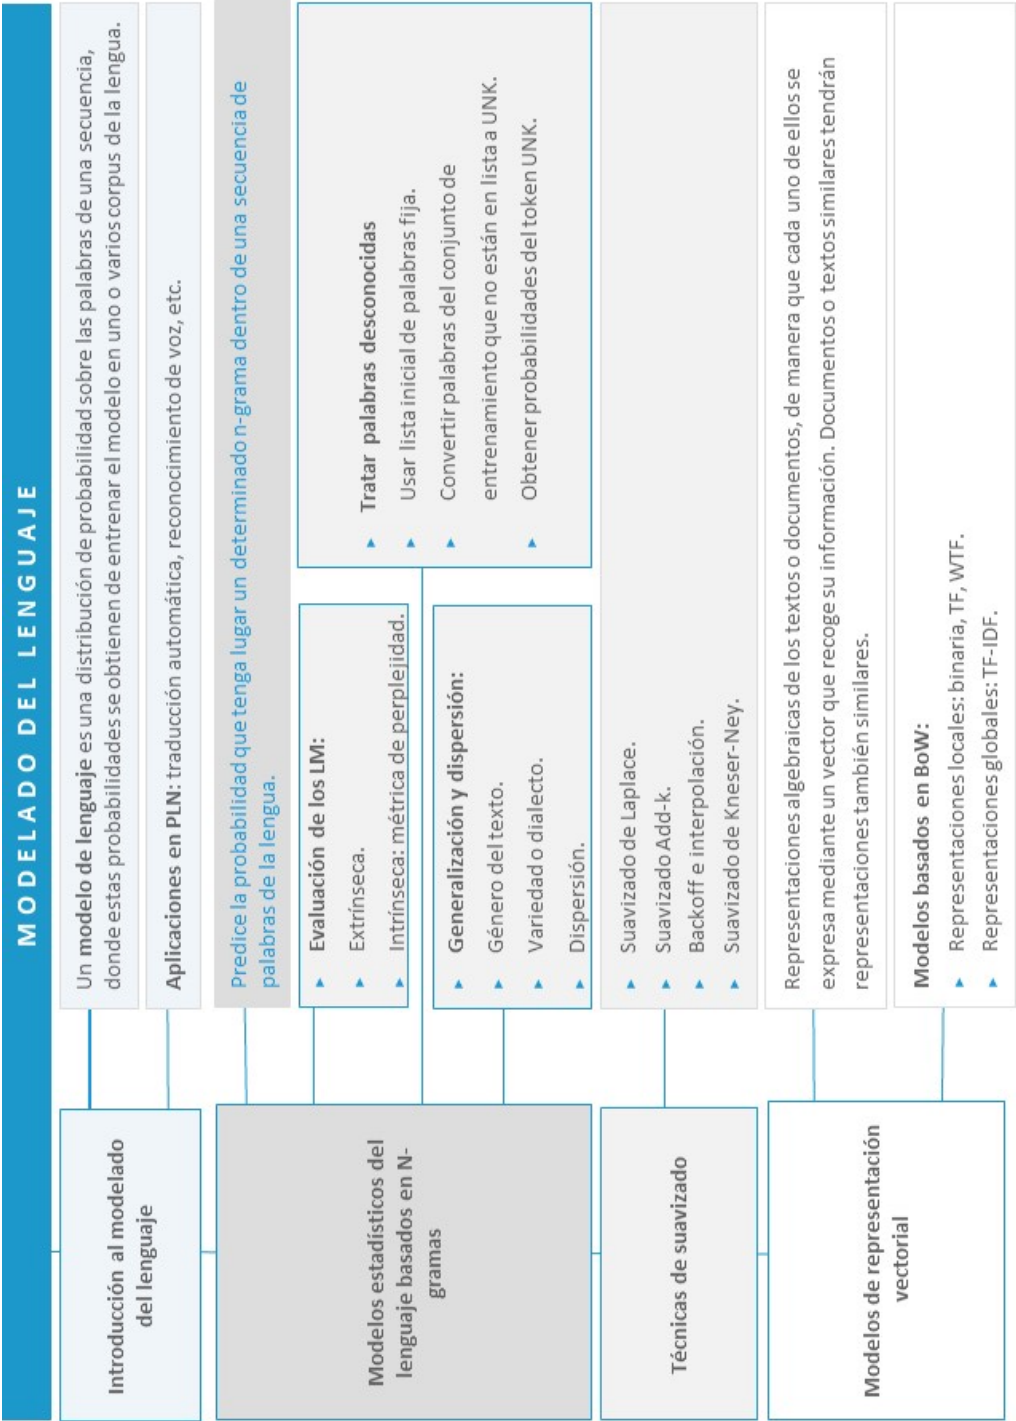 MODELADO DEL LENGUAJE
Introducción al modelado
del lenguaje
Un modelo de lenguaje es una distribución de probabilidad sobre las palabras de una secuencia,
donde estas probabilidades se obtienen de entrenar el modelo en uno o varios corpus de la lengua.
Aplicaciones en PLN: traducción automática, reconocimiento de voz, etc.
Modelos estadísticos del
lenguaje basados en N-
gramas
Predice la probabilidad que tenga lugar un determinado n-grama dentro de una secuencia de
palabras de la lengua.
► Evaluación de los LM:
► Extrínseca.
► Intrínseca: métrica de perplejidad.
► Generalización y dispersión:
► Género del texto.
► Variedad o dialecto.
► Dispersión.
► Tratar palabras desconocidas
► Usar lista inicial de palabras fija.
► Convertir palabras del conjunto de
entrenamiento que no están en lista a UNK.
► Obtener probabilidades del token UNK.
Técnicas de suavizado
► Suavizado de Laplace.
► Suavizado Add-k.
► Backoff e interpolación.
► Suavizado de Kneser-Ney.
Modelos de representación
vectorial
Representaciones algebraicas de los textos o documentos, de manera que cada uno de ellos se
expresa mediante un vector que recoge su información. Documentos o textos similares tendrán
representaciones también similares.
Modelos basados en BoW:
► Representaciones locales: binaria, TF, WTF.
► Representaciones globales: TF-IDF.